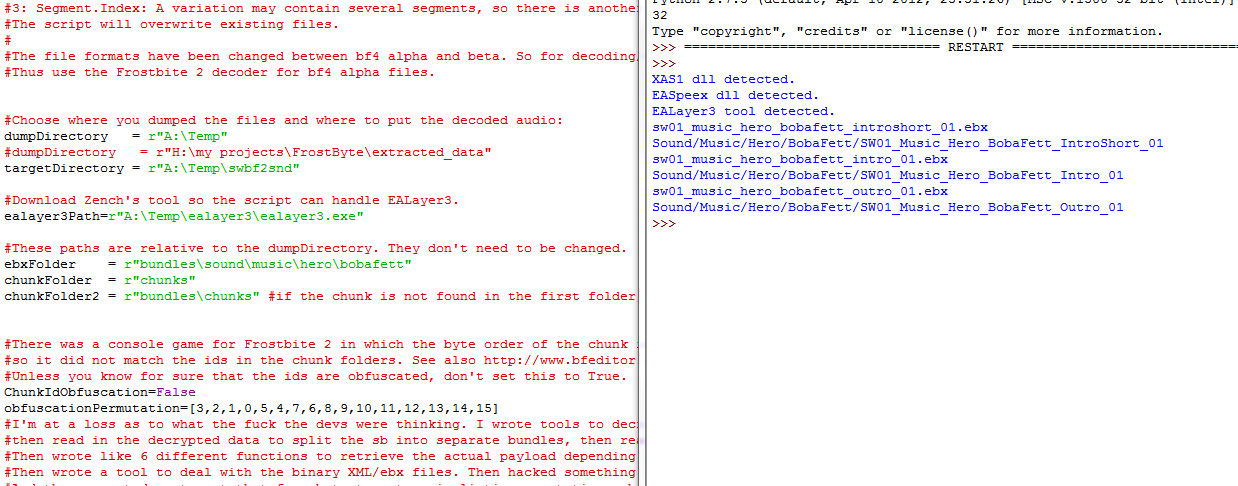 #3: Segment.Index: A variation may contain several segments, so there is anothe
#The script will overwrite existing files.
#
#The file formats have been changed between bf4 alpha and beta. So for decoding,
#Thus use the Frostbite 2 decoder for bf4 alpha files.
#Choose where you dumped the files and where to put the decoded audio:
dumpDirectory   = r"A:\Temp"
#dumpDirectory   = r"H:\my projects\FrostByte\extracted_data"
targetDirectory = r"A:\Temp\swbf2snd"
#Download Zench's tool so the script can handle EALayer3.
ealayer3Path=r"A:\Temp\ealayer3\ealayer3.exe"
#These paths are relative to the dumpDirectory. They don't need to be changed.
ebxFolder    = r"bundles\sound\music\hero\bobafett"
chunkFolder  = r"chunks"
chunkFolder2 = r"bundles\chunks" #if the chunk is not found in the first folder
#There was a console game for Frostbite 2 in which the byte order of the chunk
#so it did not match the ids in the chunk folders. See also http://www.bfeditor
#Unless you know for sure that the ids are obfuscated, don't set this to True.
ChunkIdObfuscation=False
obfuscationPermutation=[3,2,1,0,5,4,7,6,8,9,10,11,12,13,14,15]
#I'm at a loss as to what the fuck the devs were thinking. I wrote tools to dec
#then read in the decrypted data to split the sb into separate bundles, then re
#Then wrote like 6 different functions to retrieve the actual payload depending
#Then wrote a tool to deal with the binary XML/ebx files. Then hacked something
32
Type "copyright", "credits" or "license()" for more information.
>>> ================================ RESTART ============================
>>>
XAS1 dll detected.
EASpeex dll detected.
EALayer3 tool detected.
sw01_music_hero_bobafett_introshort_01.ebx
Sound/Music/Hero/BobaFett/SW01_Music_Hero_BobaFett_IntroShort_01
sw01_music_hero_bobafett_intro_01.ebx
Sound/Music/Hero/BobaFett/SW01_Music_Hero_BobaFett_Intro_01
sw01_music_hero_bobafett_outro_01.ebx
Sound/Music/Hero/BobaFett/SW01_Music_Hero_BobaFett_Outro_01
>>>